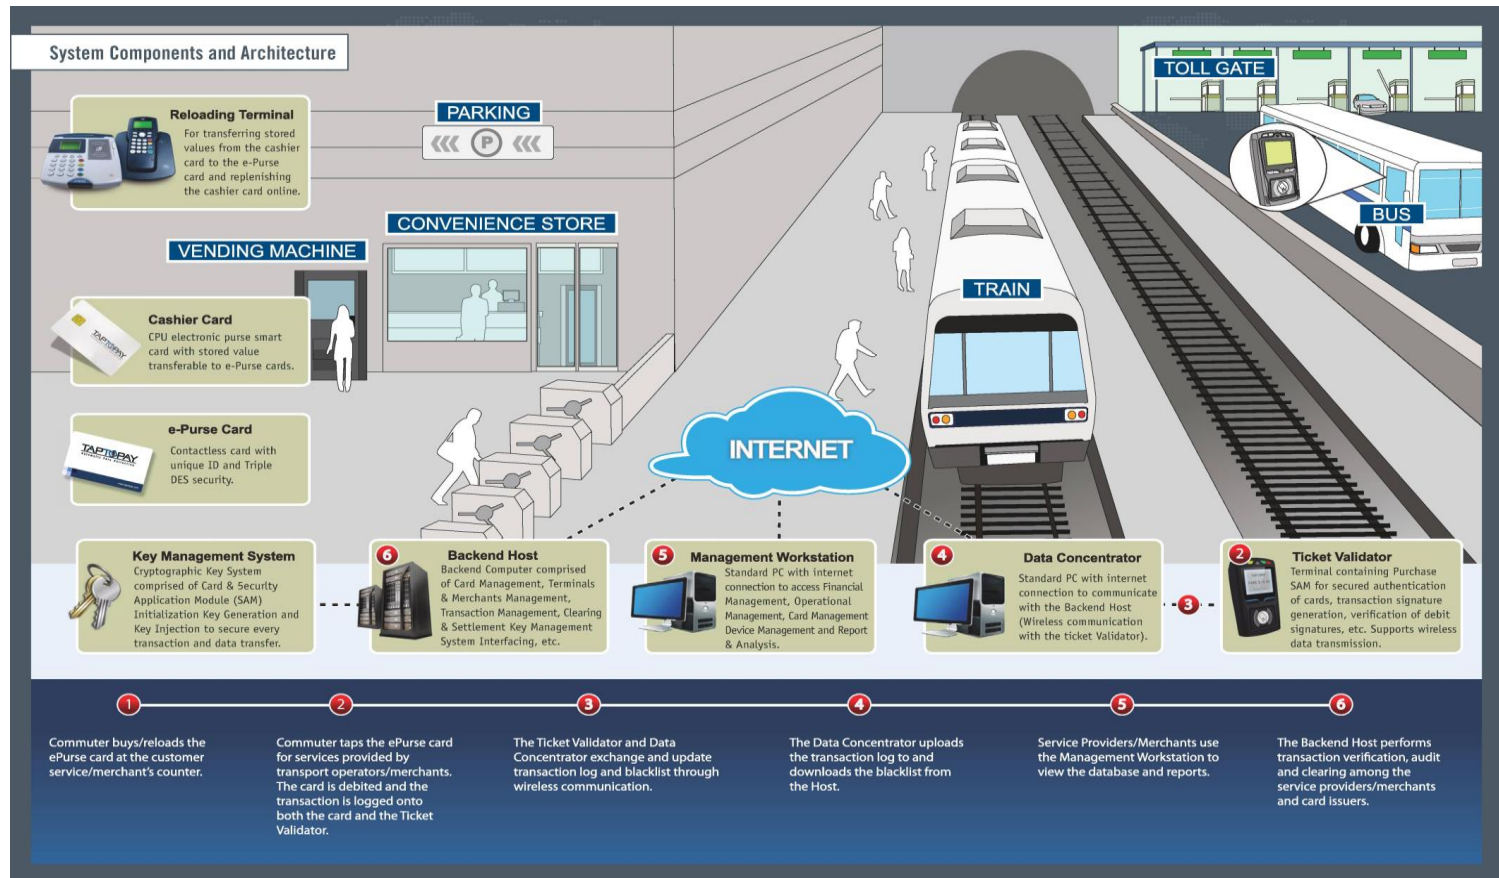 System Components and Architecture
Reloading Terminal
For transferring stored
values from the cashier
card to the e-Purse
card and replenishing
the cashier card online.
PARKING
P
TOLL GATE
BUS
CONVENIENCE STORE
VENDING MACHINE
TRAIN
Cashier Card
CPU electronic purse smart
card with stored value
transferable to e-Purse cards.
TAPTOPAY
e-Purse Card
Contactless card with
unique ID and Triple
DES security.
TAPTOPAY
INTERNET
Key Management System
Cryptographic Key System
comprised of Card & Security
Application Module (SAM)
Initialization Key Generation and
Key Injection to secure every
transaction and data transfer.
6
Backend Host
Backend Computer comprised
of Card Management, Terminals
& Merchants Management,
Transaction Management, Clearing
& Settlement Key Management
System Interfacing, etc.
5
Management Workstation
Standard PC with internet
connection to access Financial
Management, Operational
Management, Card Management
Device Management and Report
& Analysis.
4
Data Concentrator
Standard PC with internet
connection to communicate
with the Backend Host
(Wireless communication
with the ticket Validator).
3
2
Ticket Validator
Terminal containing Purchase
SAM for secured authentication
of cards, transaction signature
generation, verification of debit
signatures, etc. Supports wireless
data transmission.
1
Commuter buys/reloads the
ePurse card at the customer
service/merchant's counter.
2
Commuter taps the ePurse card
for services provided by
transport operators/merchants.
The card is debited and the
transaction is logged onto
both the card and the Ticket
Validator.
3
The Ticket Validator and Data
Concentrator exchange and update
transaction log and blacklist through
wireless communication.
4
The Data Concentrator uploads
the transaction log to and
downloads the blacklist from
the Host.
5
Service Providers/Merchants use
the Management Workstation to
view the database and reports.
6
The Backend Host performs
transaction verification, audit
and clearing among the
service providers/merchants
and card issuers.